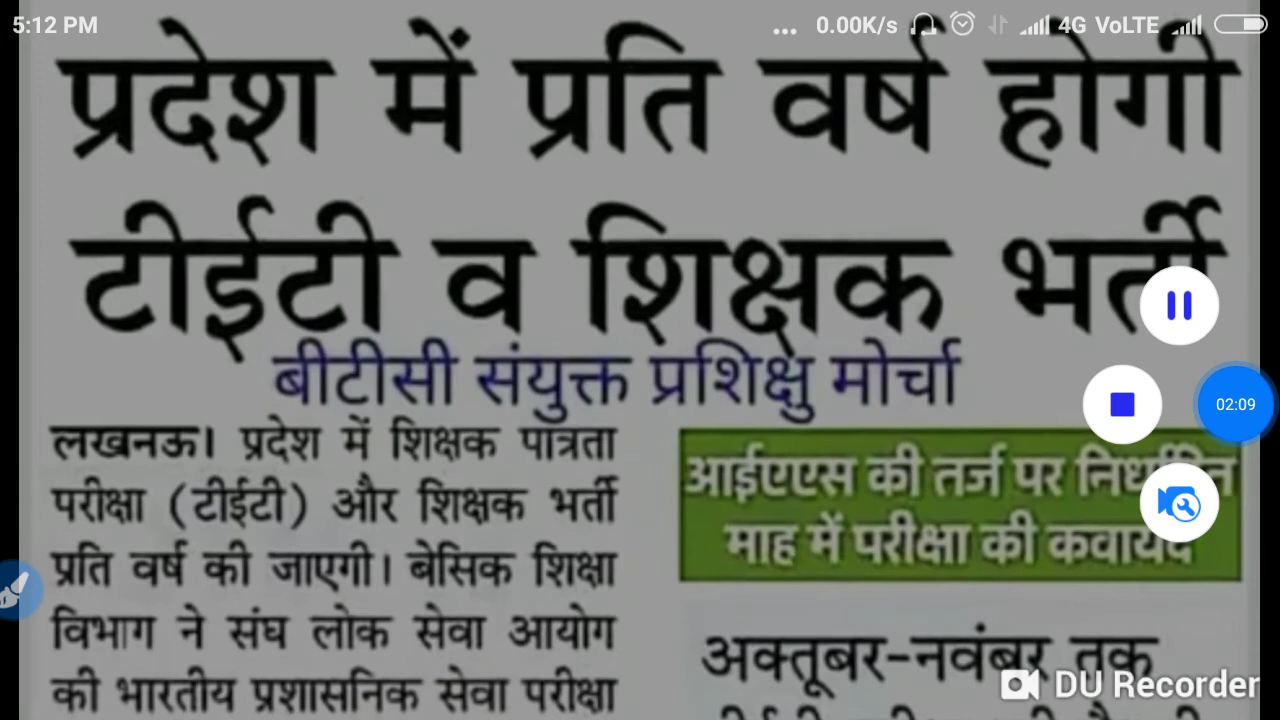 5:12 PM
... 0.00K/s 4G VoLTE
प्रदेश में प्रति वर्ष होगी
टीईटी व शिक्षक भर्ती
बीटीसी संयुक्त प्रशिक्षु मोर्चा
लखनऊ। प्रदेश में शिक्षक पात्रता
परीक्षा (टीईटी) और शिक्षक भर्ती
प्रति वर्ष की जाएगी। बेसिक शिक्षा
विभाग ने संघ लोक सेवा आयोग
की भारतीय प्रशासनिक सेवा परीक्षा
आईएएस की तर्ज पर निर्धारित
माह में परीक्षा की कवायद
अक्तूबर-नवंबर तक
02:09
DU Recorder